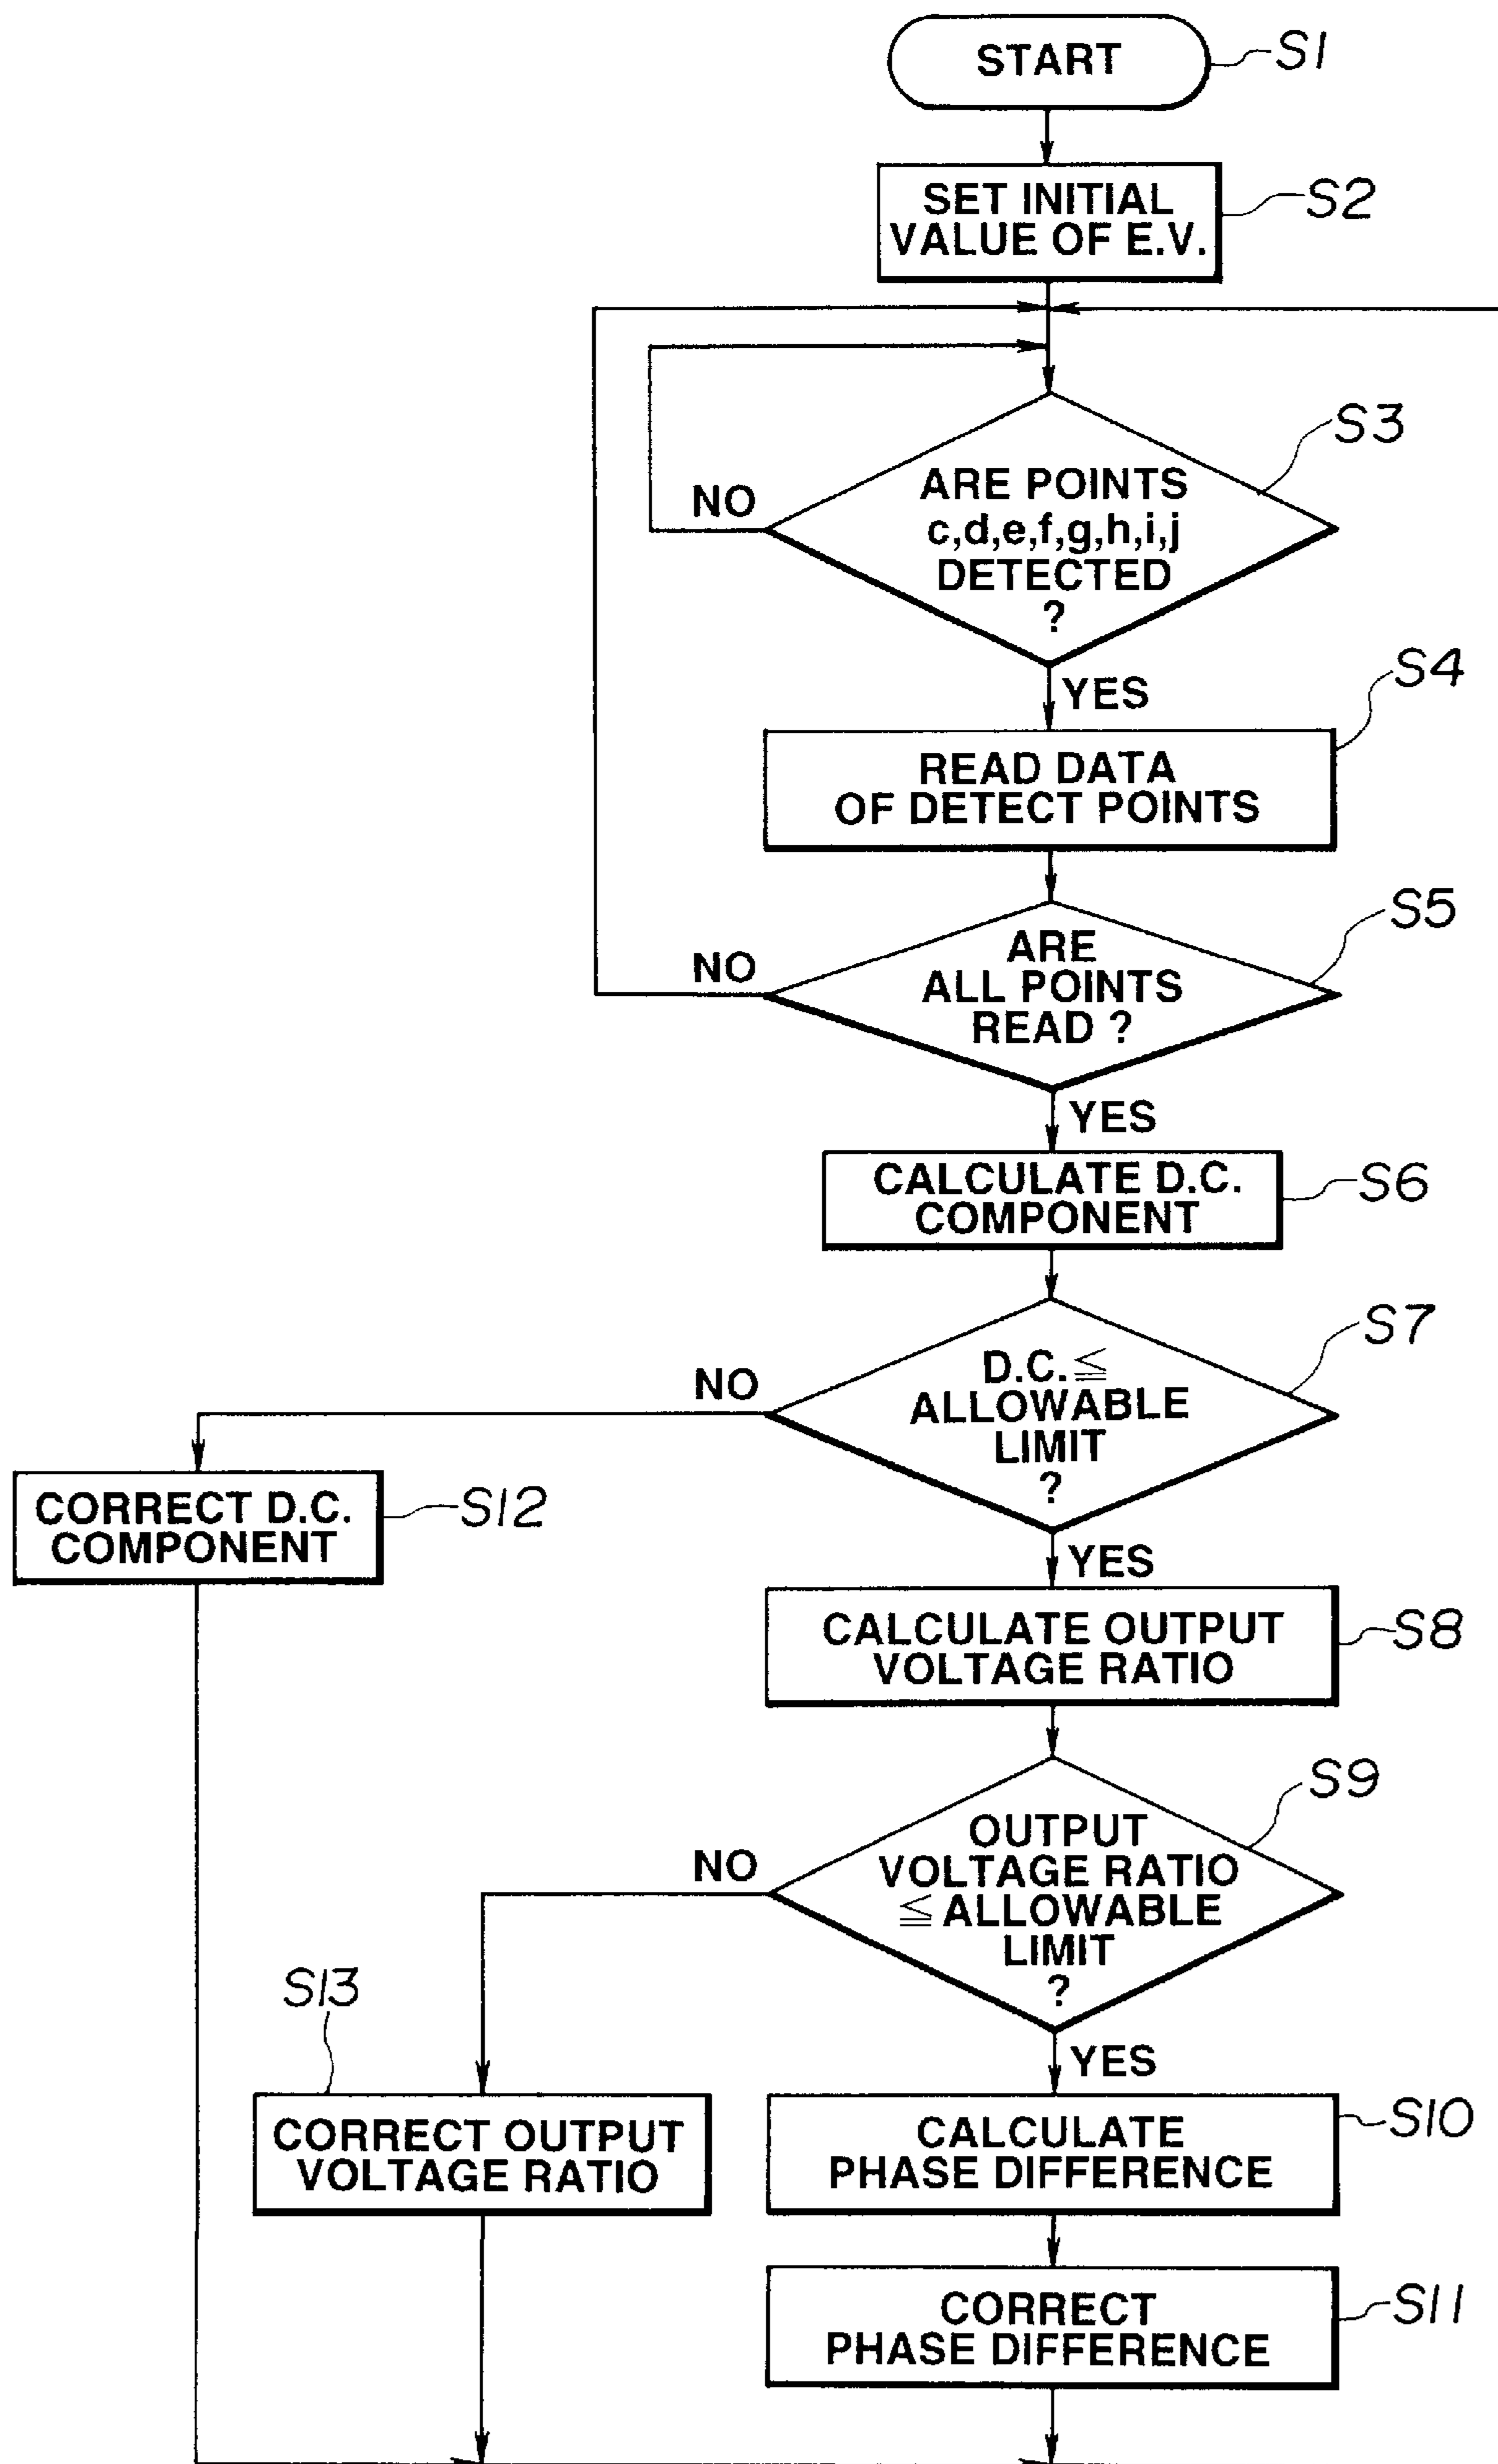 START
S1
SET INITIAL
VALUE OF E.V.
S2
S3
ARE POINTS
c,d,e,f,g,h,i,j
DETECTED
?
NO
YES
S4
READ DATA
OF DETECT POINTS
S5
ARE
ALL POINTS
READ ?
NO
YES
CALCULATE D.C.
COMPONENT
S6
S7
D.C.≦
ALLOWABLE
LIMIT
?
NO
YES
CORRECT D.C.
COMPONENT
S12
CALCULATE OUTPUT
VOLTAGE RATIO
S8
S9
OUTPUT
VOLTAGE RATIO
≦ ALLOWABLE
LIMIT
?
NO
YES
S13
CORRECT OUTPUT
VOLTAGE RATIO
CALCULATE
PHASE DIFFERENCE
S10
CORRECT
PHASE DIFFERENCE
S11